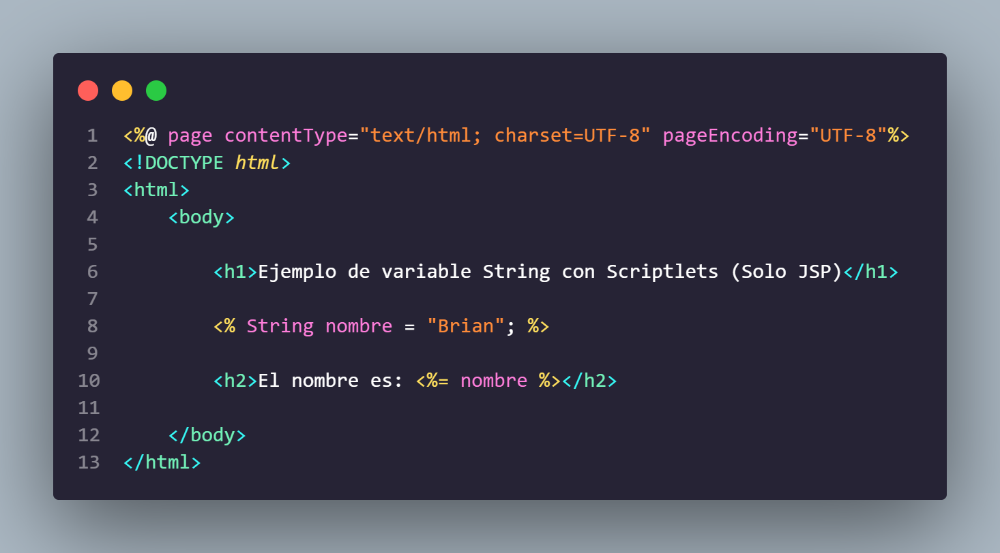 1 <%@ page contentType="text/html; charset=UTF-8" pageEncoding="UTF-8"%>
2 <!DOCTYPE html>
3 <html>
4     <body>
5
6         <h1>Ejemplo de variable String con Scriptlets (Solo JSP)</h1>
7
8         <% String nombre = "Brian"; %>
9
10         <h2>El nombre es: <%= nombre %></h2>
11
12     </body>
13 </html>